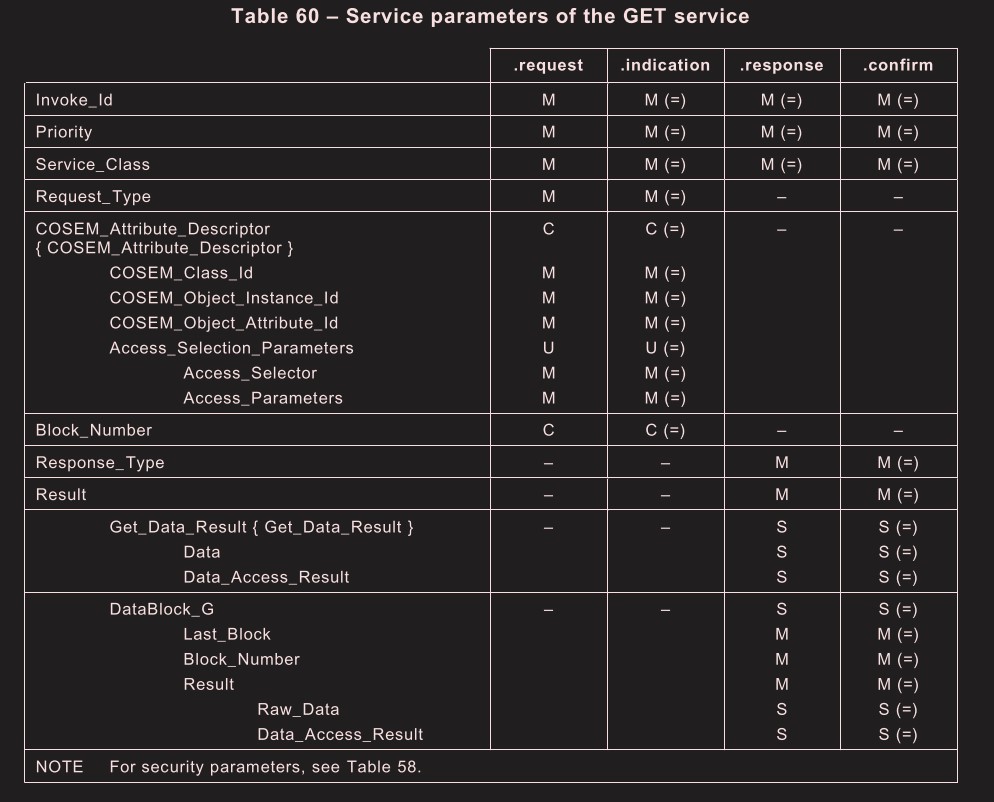 Table 60 – Service parameters of the GET service
.request .indication .response .confirm
Invoke_Id M M (=) M (=) M (=)
Priority M M (=) M (=) M (=)
Service_Class M M (=) M (=) M (=)
Request_Type M M (=) – –
COSEM_Attribute_Descriptor C C (=) – –
{ COSEM_Attribute_Descriptor }
COSEM_Class_Id M M (=)
COSEM_Object_Instance_Id M M (=)
COSEM_Object_Attribute_Id M M (=)
Access_Selection_Parameters U U (=)
Access_Selector M M (=)
Access_Parameters M M (=)
Block_Number C C (=) – –
Response_Type – – M M (=)
Result – – M M (=)
Get_Data_Result { Get_Data_Result } – – S S (=)
Data S S (=)
Data_Access_Result S S (=)
DataBlock_G – – S S (=)
Last_Block M M (=)
Block_Number M M (=)
Result M M (=)
Raw_Data S S (=)
Data_Access_Result S S (=)
NOTE For security parameters, see Table 58.